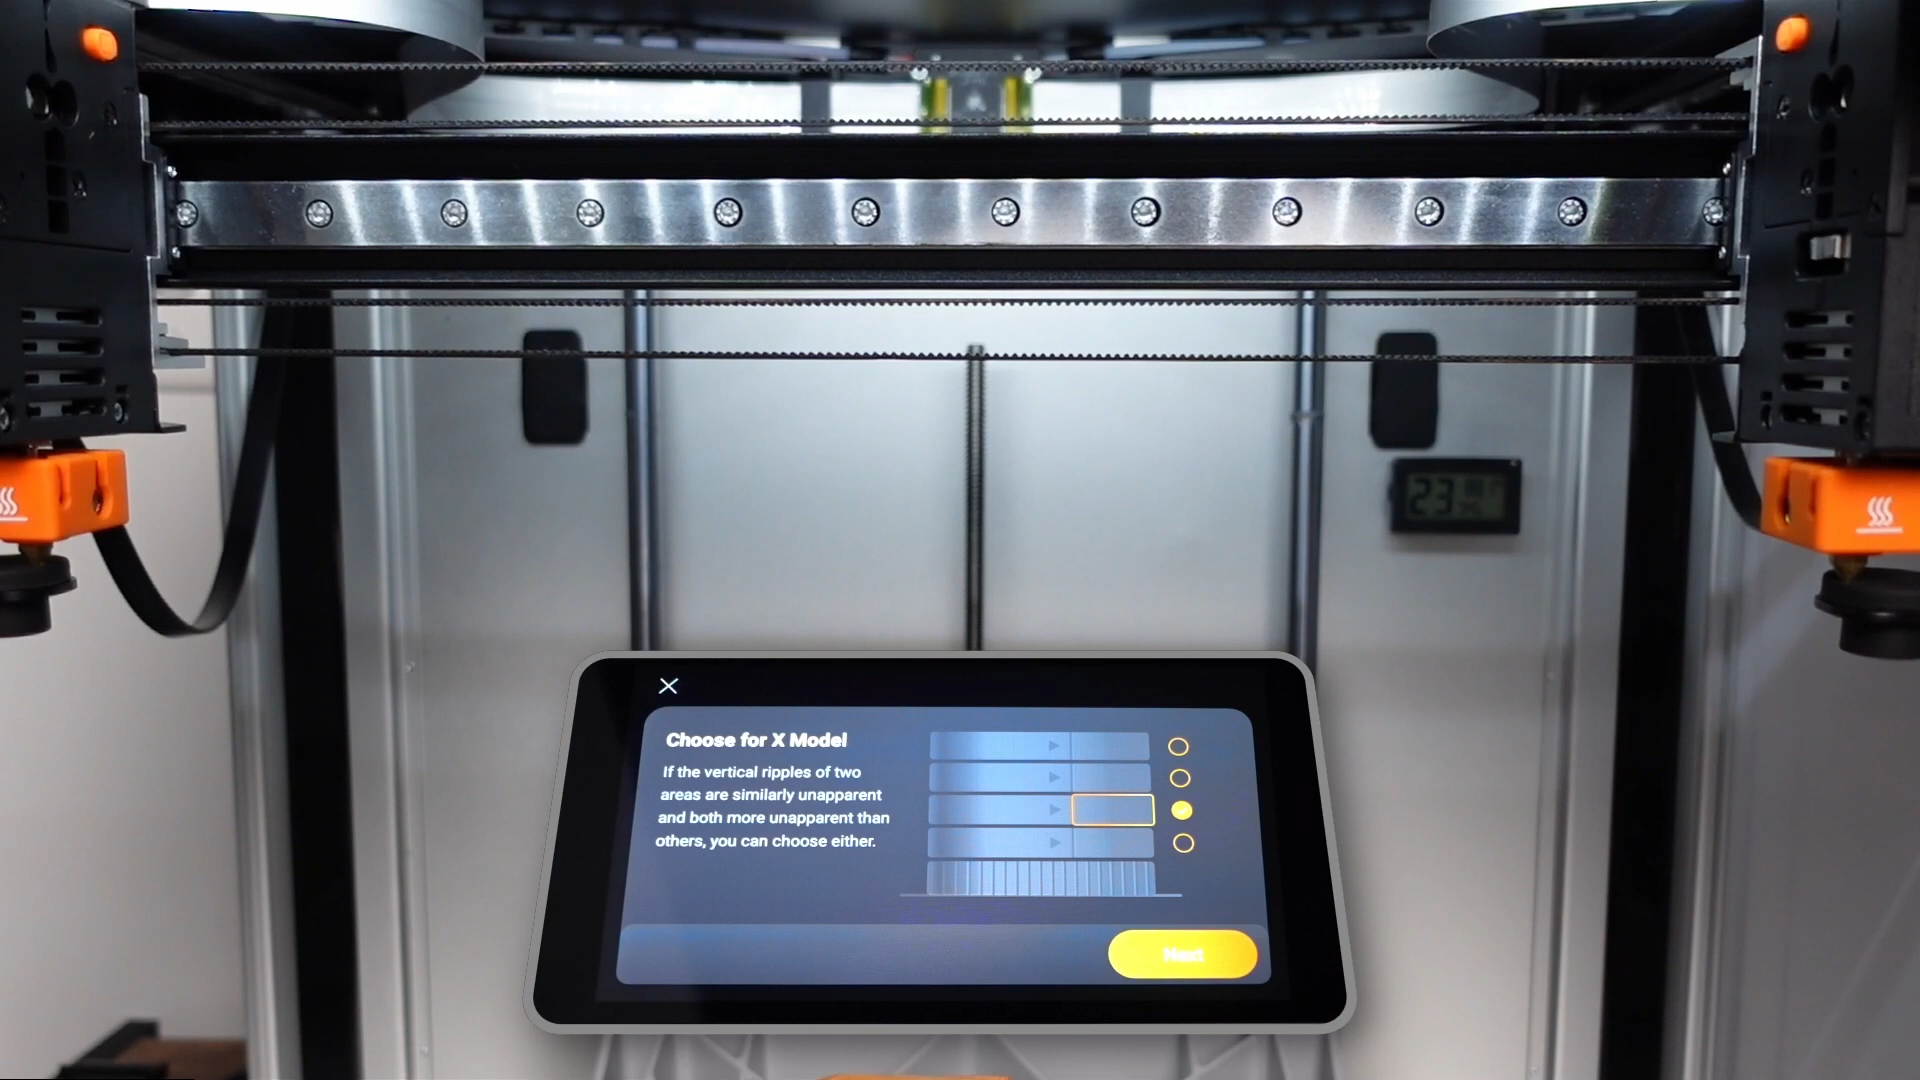 23
Choose for X Model
If the vertical ripples of two
areas are similarly unapparent
and both more unapparent than
others, you can choose either.
Next